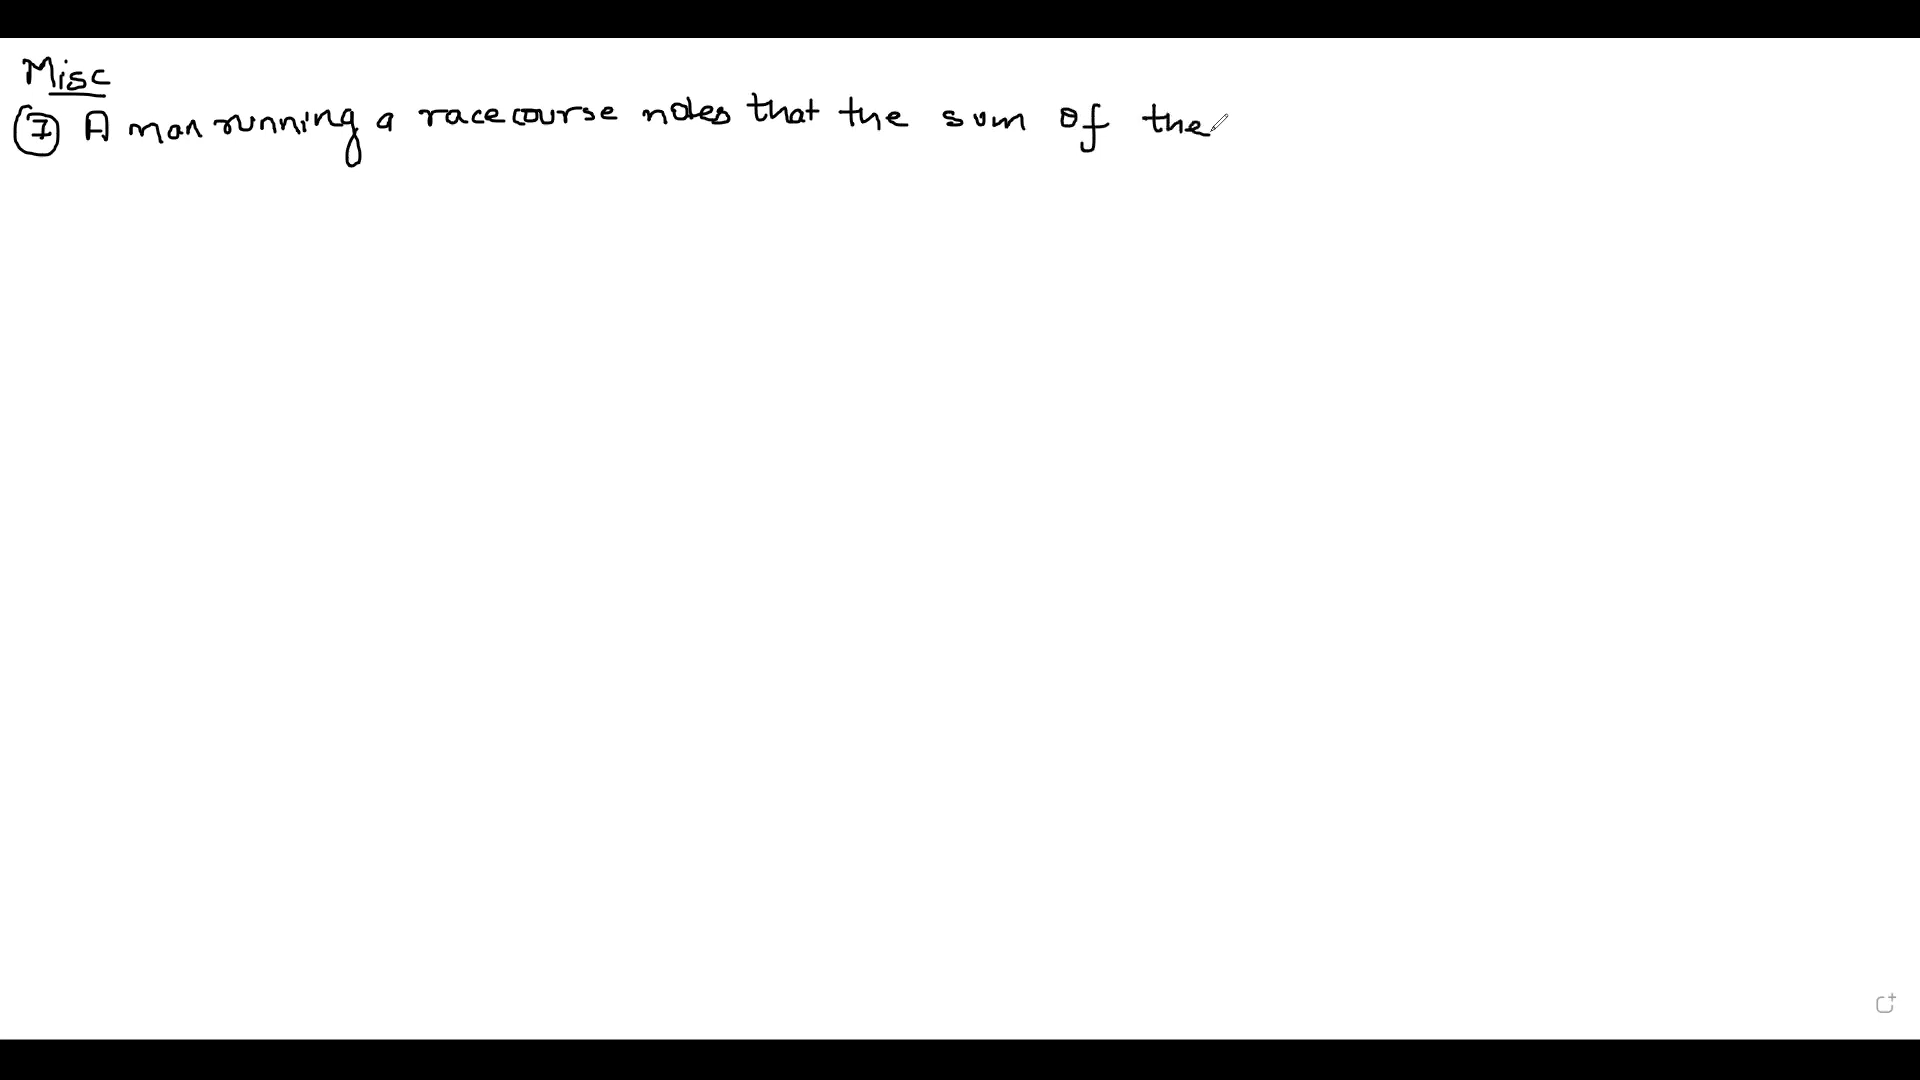 Misc
7 A man running a racecourse notes that the sum of the